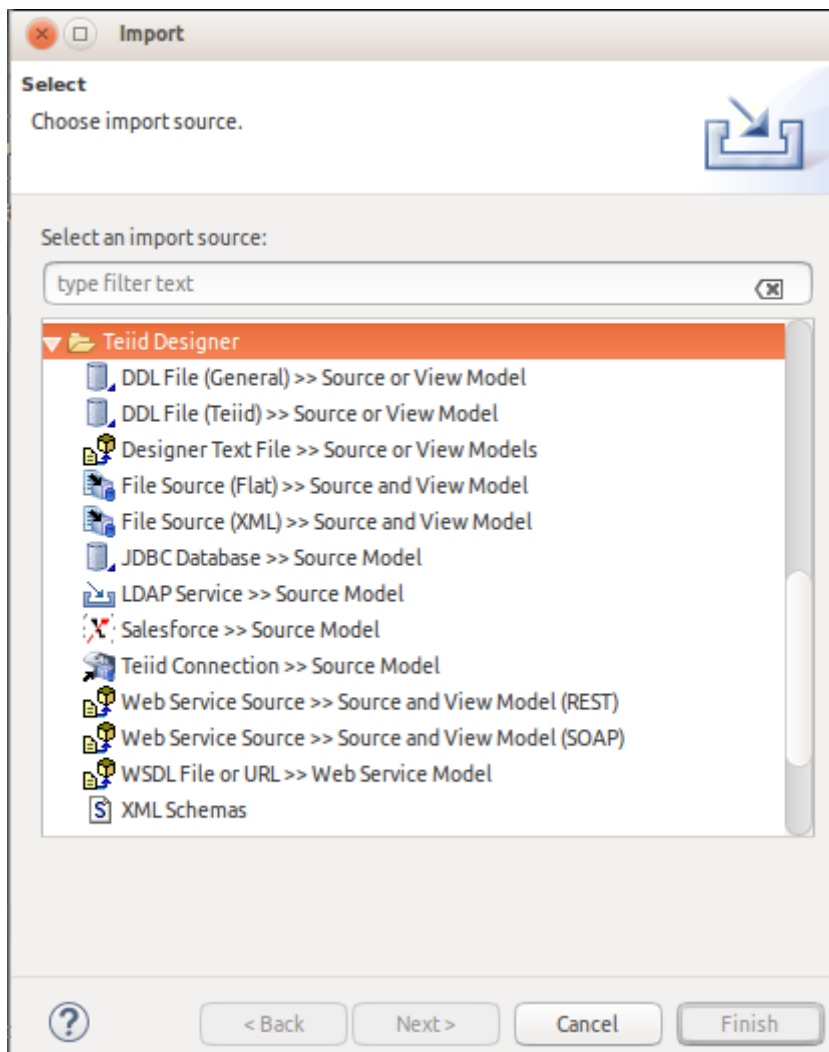 Import
Select
Choose import source.
Select an import source:
type filter text
Teiid Designer
DDL File (General) >> Source or View Model
DDL File (Teiid) >> Source or View Model
Designer Text File >> Source or View Models
File Source (Flat) >> Source and View Model
File Source (XML) >> Source and View Model
JDBC Database >> Source Model
LDAP Service >> Source Model
Salesforce >> Source Model
Teiid Connection >> Source Model
Web Service Source >> Source and View Model (REST)
Web Service Source >> Source and View Model (SOAP)
WSDL File or URL >> Web Service Model
S XML Schemas
? < Back Next > Cancel Finish